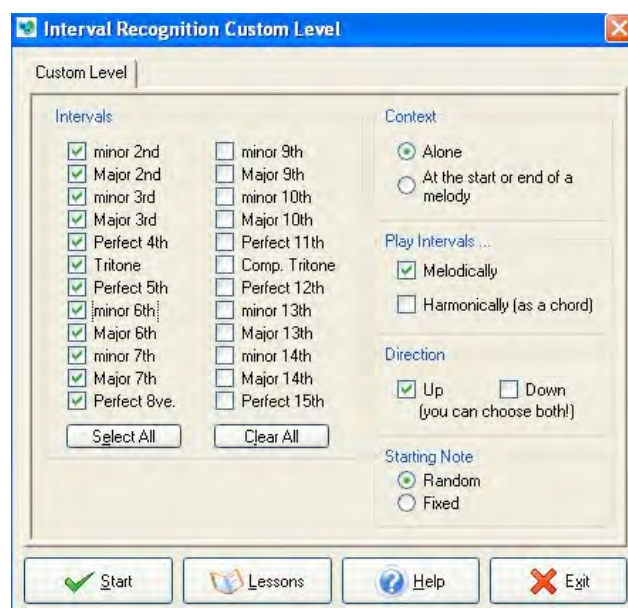 Interval Recognition Custom Level
Custom Level
Intervals
minor 2nd
Major 2nd
minor 3rd
Major 3rd
Perfect 4th
Tritone
Perfect 5th
minor 6th
Major 6th
minor 7th
Major 7th
Perfect 8ve.
Select All
minor 9th
Major 9th
minor 10th
Major 10th
Perfect 11th
Comp. Tritone
Perfect 12th
minor 13th
Major 13th
minor 14th
Major 14th
Perfect 15th
Clear All
Context
Alone
At the start or end of a
melody
Play Intervals ...
Melodically
Harmonically (as a chord)
Direction
Up Down
(you can choose both!)
Starting Note
Random
Fixed
Start Lessons Help Exit